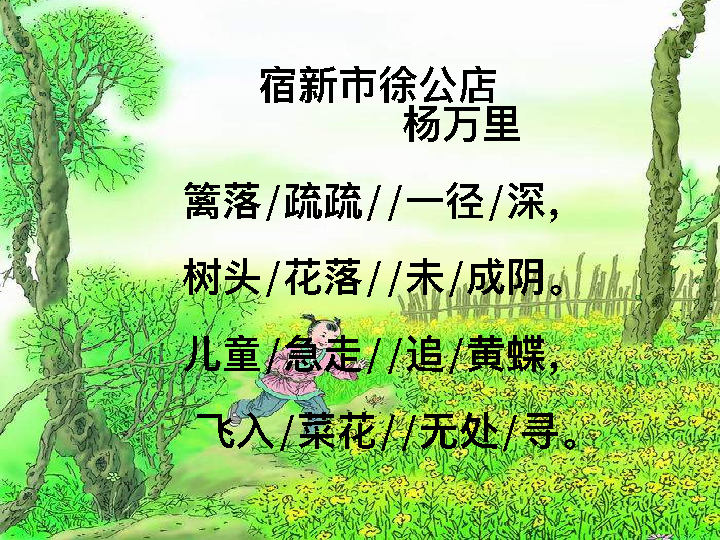 宿新市徐公店
杨万里
篱落/疏疏//一径/深，
树头/花落//未/成阴。
儿童/急走//追/黄蝶，
飞入/菜花//无处/寻。